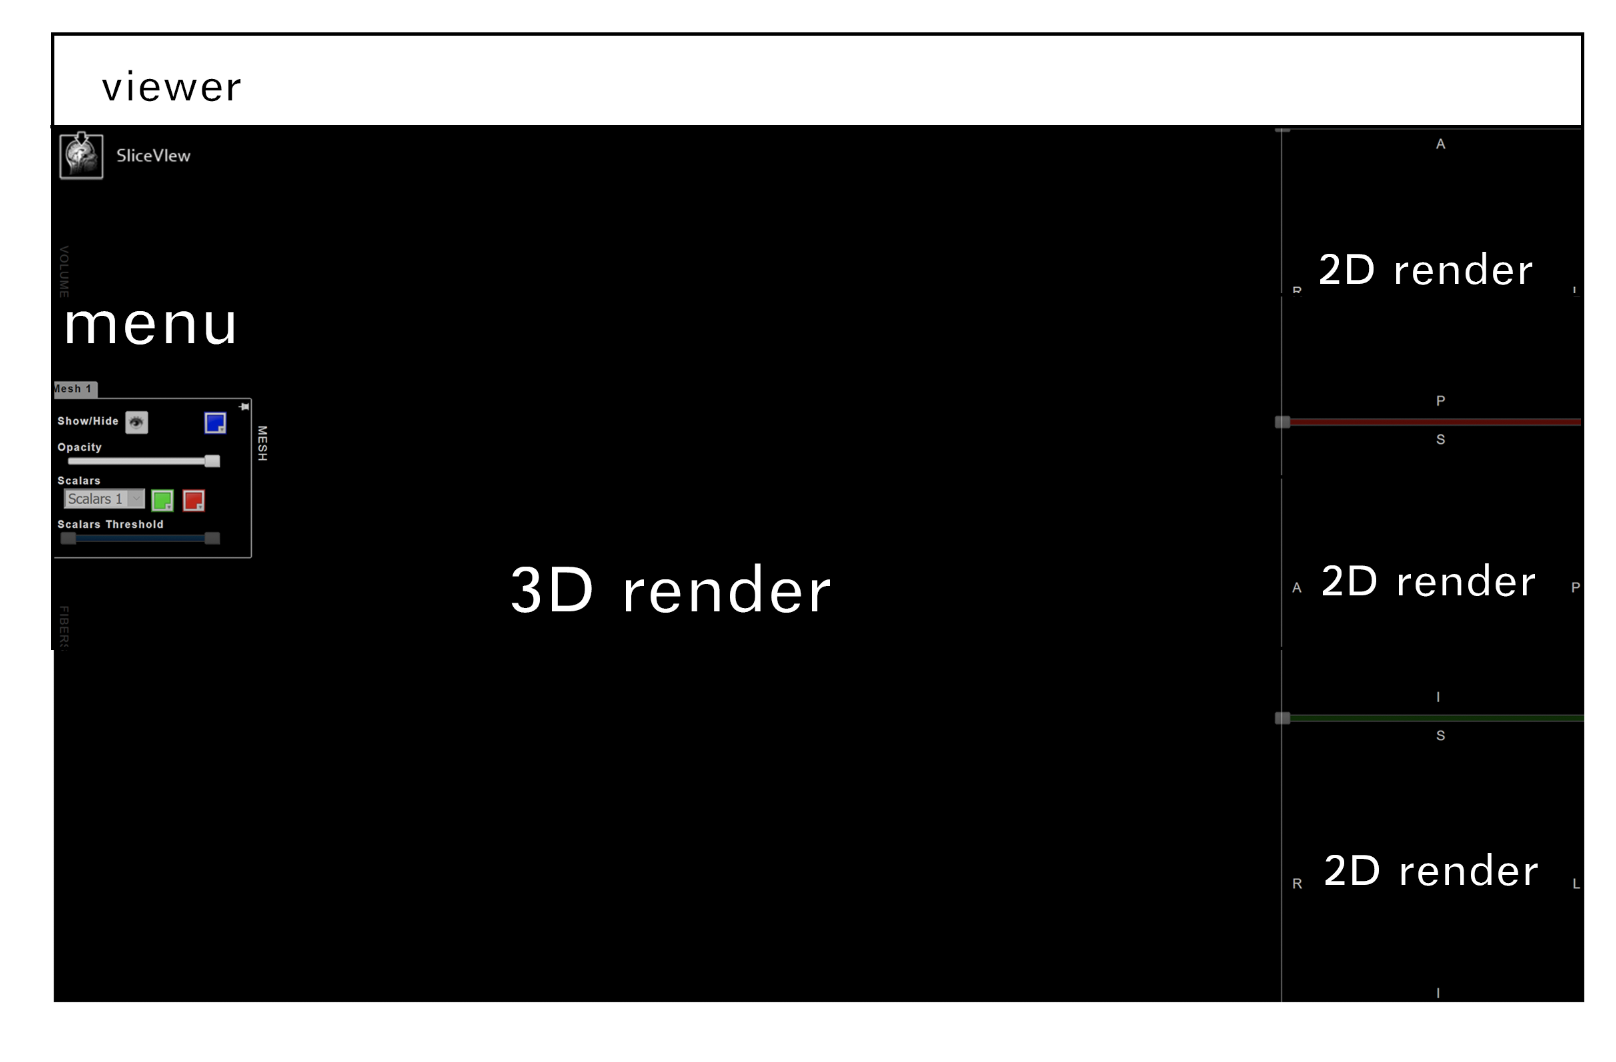 viewer
SliceVIew
A
VOLUME
2D render
R
L
menu
Mesh 1
P
Show/Hide
MESH
S
Opacity
Scalars
Scalars 1
Scalars Threshold
3D render
A
2D render
P
FIBERS
I
S
R
2D render
L
I